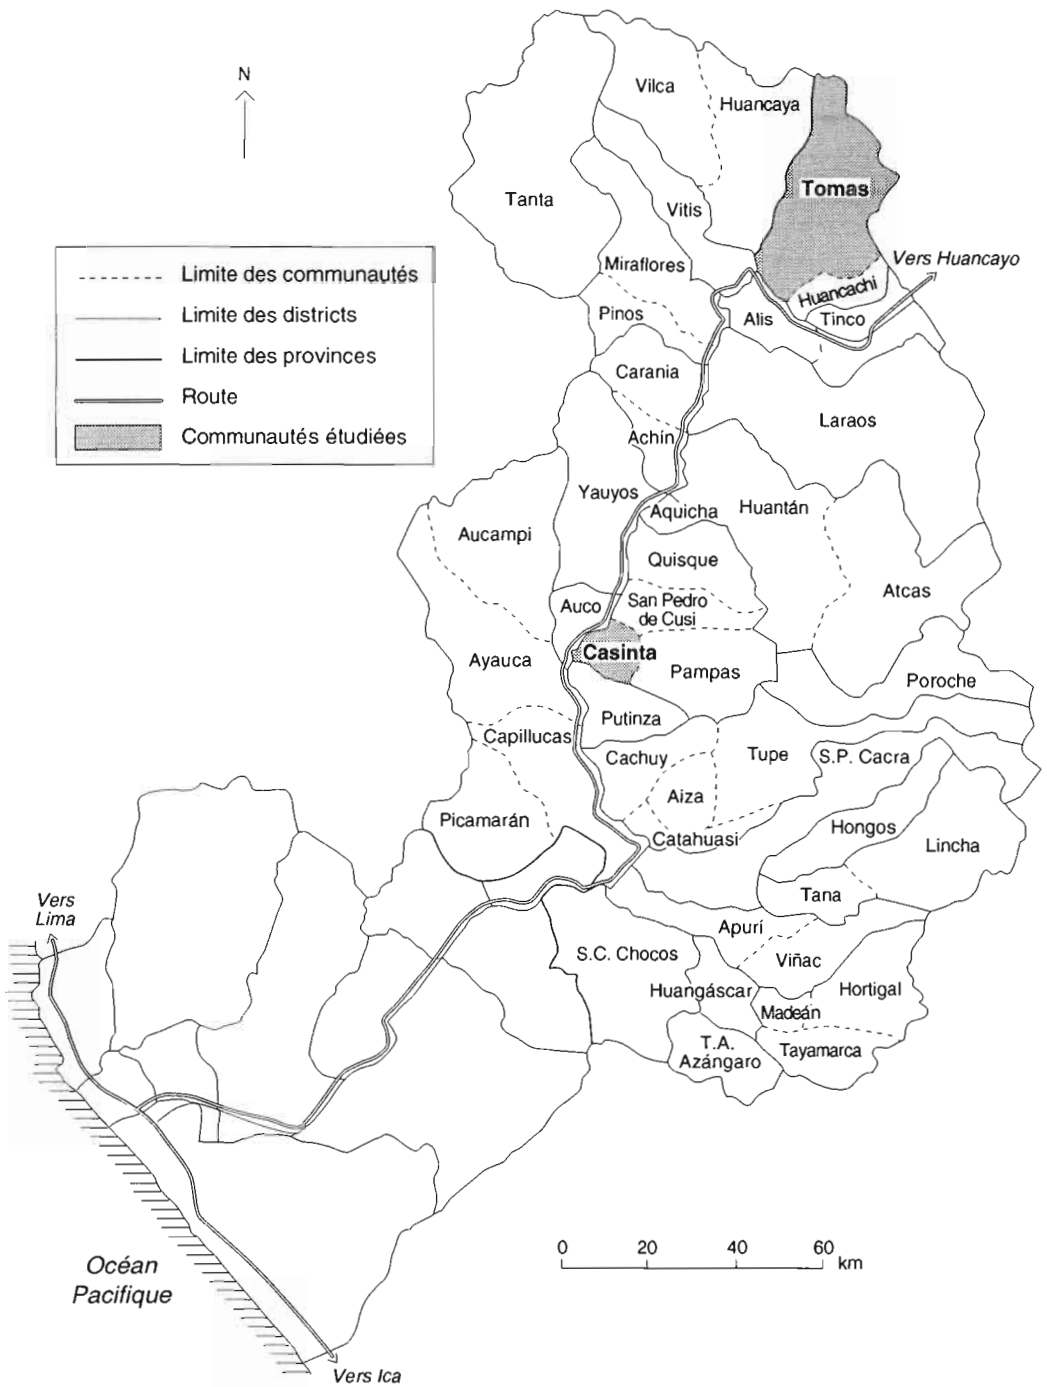 N
Limite des communautés
Limite des districts
Limite des provinces
Route
Communautés étudiées
Vilca
Huancaya
Tanta
Tomas
Vitis
Vers Huancayo
Miraflores
Huancachi
Pinos
Alis
Tinco
Carania
Laraos
Achín
Yauyos
Aquicha
Huantán
Aucampi
Quisque
Atcas
Auco
San Pedro
de Cusi
Casinta
Ayauca
Pampas
Poroche
Putinza
Capillucas
Cachuy
Tupe
S.P. Cacra
Aiza
Picamarán
Catahuasi
Hongos
Lincha
Tana
Vers
Lima
Apurí
S.C. Chocos
Viñac
Huangáscar
Hortigal
Madeán
T.A.
Azángaro
Tayamarca
Océan
Pacifique
0 20 40 60
km
Vers Ica